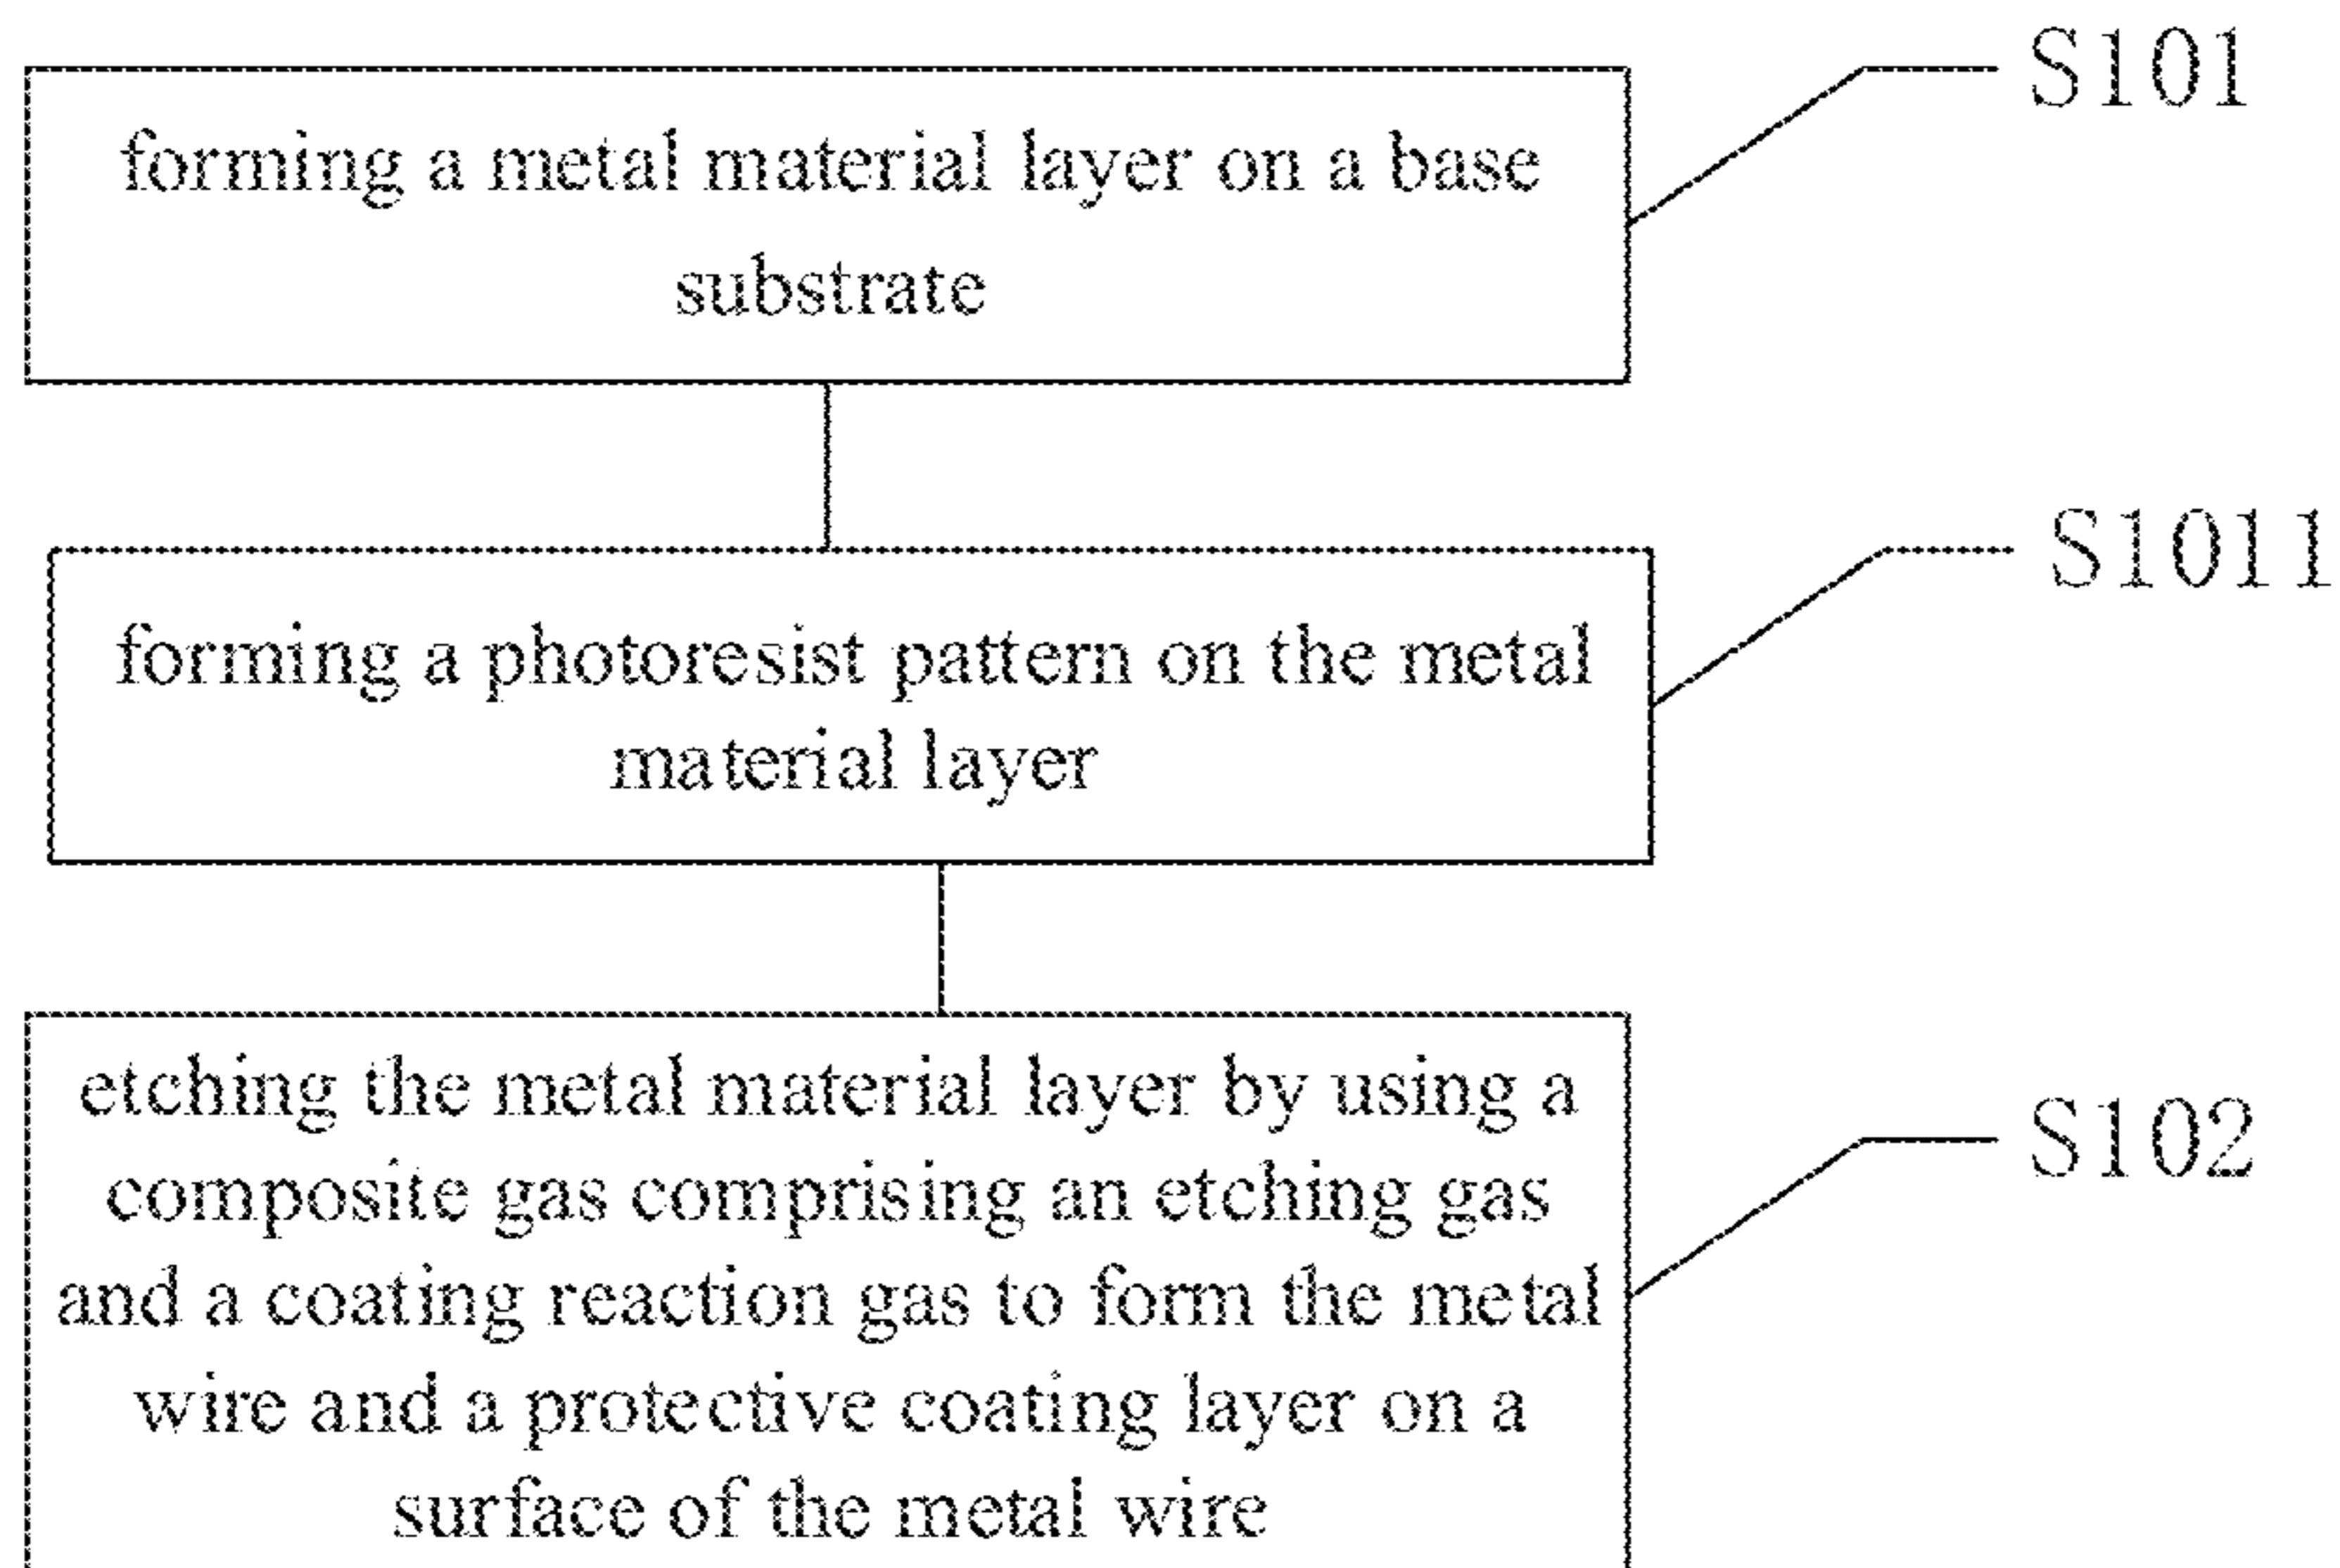 S101
forming a metal material layer on a base
substrate
S1011
forming a photoresist pattern on the metal
material layer
etching the metal material layer by using a
composite gas comprising an etching gas
S102
and a coating reaction gas to form the metal
wire and a protective coating layer on a
surface of the metal wire